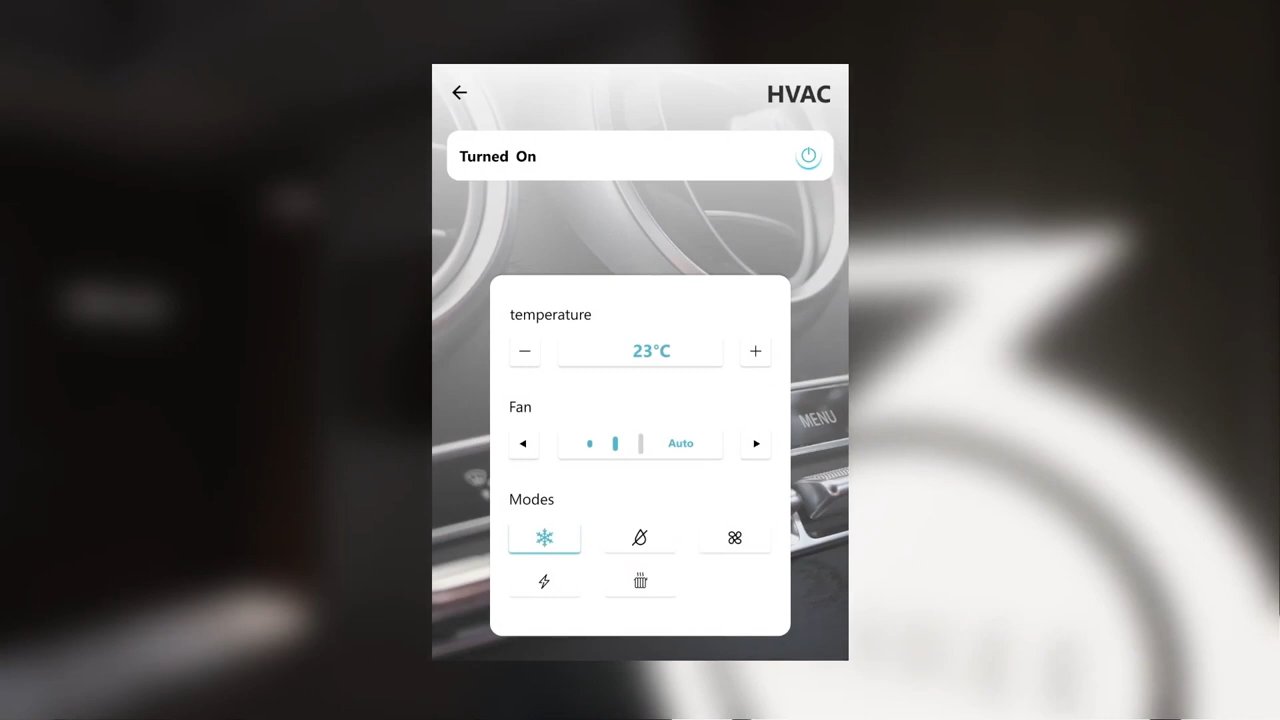 HVAC
Turned On
temperature
23°C
Fan
Auto
Modes
MENU